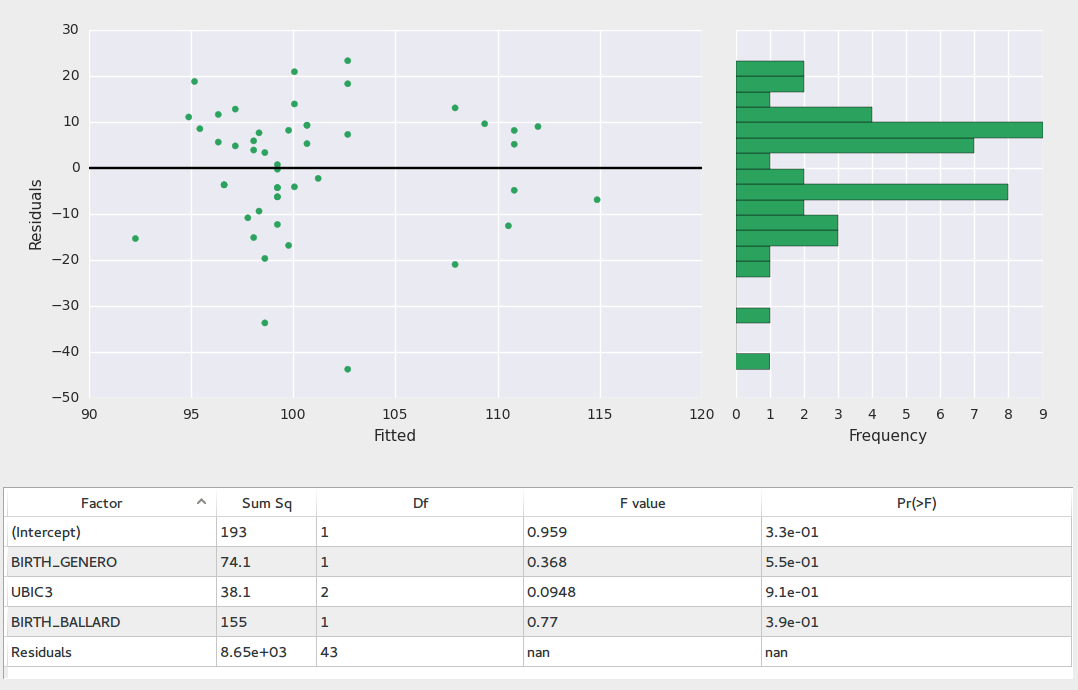 30
20
10
0
−10
−20
−30
−40
−50
Residuals
90 95 100 105 110 115 120
Fitted
0 1 2 3 4 5 6 7 8 9
Frequency
Factor Sum Sq Df F value Pr(>F)
(Intercept) 193 1 0.959 3.3e-01
BIRTH_GENERO 74.1 1 0.368 5.5e-01
UBIC3 38.1 2 0.0948 9.1e-01
BIRTH_BALLARD 155 1 0.77 3.9e-01
Residuals 8.65e+03 43 nan nan